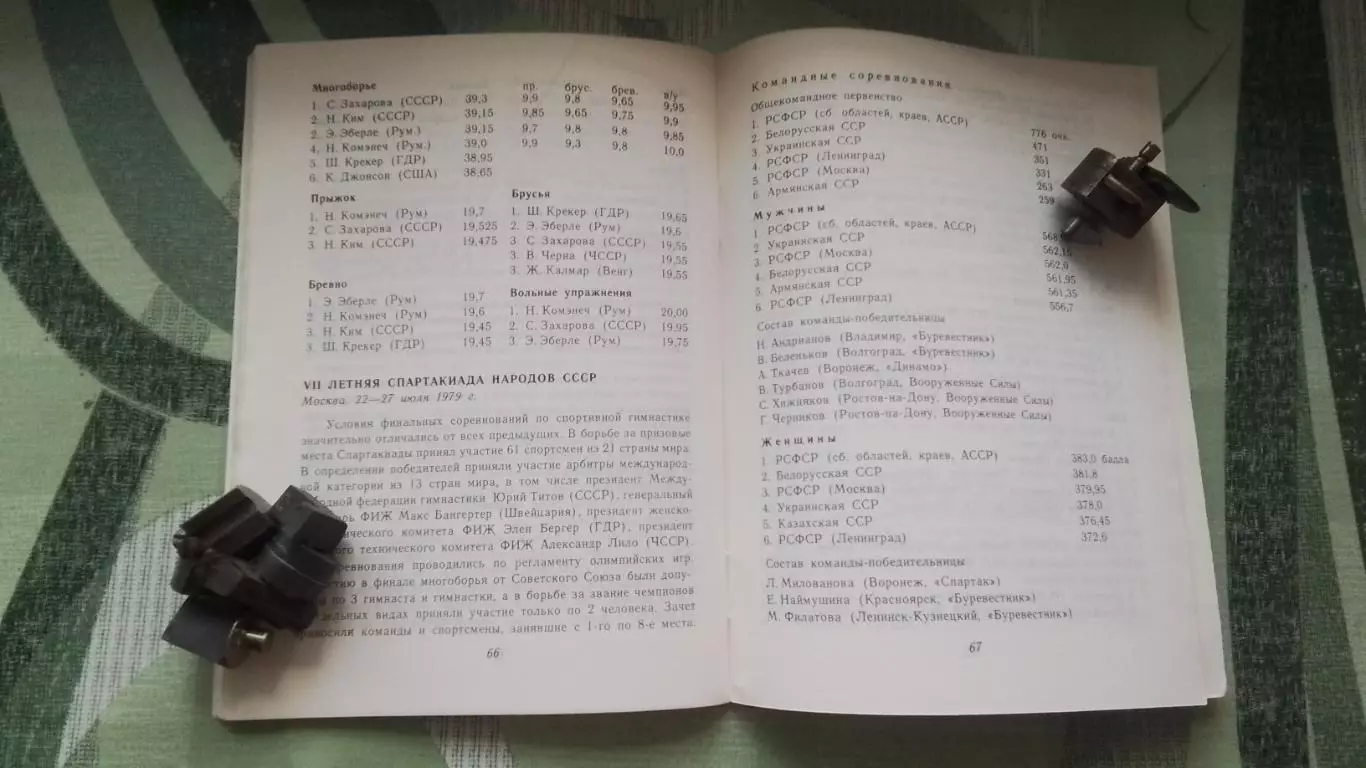 Многоборье пр. брус. брев. в/у
1. С. Захарова (СССР) 39,3 9,9 9,8 9,65 9,95
2. Н. Ким (СССР) 39,15 9,85 9,65 9,75 9,9
2. Э. Эберле (Рум.) 39,15 9,7 9,8 9,8 9,85
4. Н. Комэнеч (Рум.) 39,0 9,9 9,3 9,8 10,0
5. Ш. Крекер (ГДР) 38,95
6. К. Джонсон (США) 38,65
Прыжок
1. Н. Комэнеч (Рум) 19,7
2. С. Захарова (СССР) 19,525
3. Н. Ким (СССР) 19,475
Брусья
1. Ш. Крекер (ГДР) 19,65
2. Э. Эберле (Рум) 19,6
3. С. Захарова (СССР) 19,55
3. В. Черна (ЧССР) 19,55
3. Ж. Калмар (Венг) 19,55
Бревно
1. Э. Эберле (Рум) 19,7
2. Н. Комэнеч (Рум) 19,6
3. Н. Ким (СССР) 19,45
3. Ш. Крекер (ГДР) 19,45
Вольные упражнения
1. Н. Комэнеч (Рум) 20,00
2. С. Захарова (СССР) 19,95
3. Э. Эберле (Рум) 19,75
VII ЛЕТНЯЯ СПАРТАКИАДА НАРОДОВ СССР
Москва. 22—27 июля 1979 г.
Условия финальных соревнований по спортивной гимнастике
значительно отличались от всех предыдущих. В борьбе за призовые
места Спартакиады принял участие 61 спортсмен из 21 страны мира.
В определении победителей приняли участие арбитры международ-
ной категории из 13 стран мира, в том числе президент Между-
народной федерации гимнастики Юрий Титов (СССР), генеральный
ФИЖ Макс Бангертер (Швейцария), президент женско-
комитета ФИЖ Элен Бергер (ГДР), президент
технического комитета ФИЖ Александр Лило (ЧССР).
проводились по регламенту олимпийских игр.
в финале многоборья от Советского Союза были допу-
по 3 гимнаста и гимнастки, а в борьбе за звание чемпионов
видах приняли участие только по 2 человека. Зачет
команды и спортсмены, занявшие с 1-го по 8-е места.
66
Командные соревнования
Общекомандное первенство
1. РСФСР (сб. областей, краев, АССР) 776 очк.
2. Белорусская ССР 471
3. Украинская ССР 351
4. РСФСР (Ленинград) 331
5. РСФСР (Москва) 263
6. Армянская ССР 259
Мужчины
1. РСФСР (сб. областей, краев, АССР) 568,
2. Украинская ССР 562,15
3. РСФСР (Москва) 562,0
4. Белорусская ССР 561,95
5. Армянская ССР 561,35
6. РСФСР (Ленинград) 556,7
Состав команды-победительницы
Н. Андрианов (Владимир, «Буревестник»)
В. Беленьков (Волгоград, «Буревестник»)
А. Ткачев (Воронеж, «Динамо»)
В. Турбанов (Волгоград, Вооруженные Силы)
С. Хижняков (Ростов-на-Дону, Вооруженные Силы)
Г. Черников (Ростов-на-Дону, Вооруженные Силы)
Женщины
1. РСФСР (сб. областей, краев, АССР) 383,0 балла
2. Белорусская ССР 381,8
3. РСФСР (Москва) 379,95
4. Украинская ССР 378,0
5. Казахская ССР 376,45
6. РСФСР (Ленинград) 372,6
Состав команды-победительницы
Л. Милованова (Воронеж, «Спартак»)
Е. Наймушина (Красноярск, «Буревестник»)
М. Филатова (Ленинск-Кузнецкий, «Буревестник»)
67